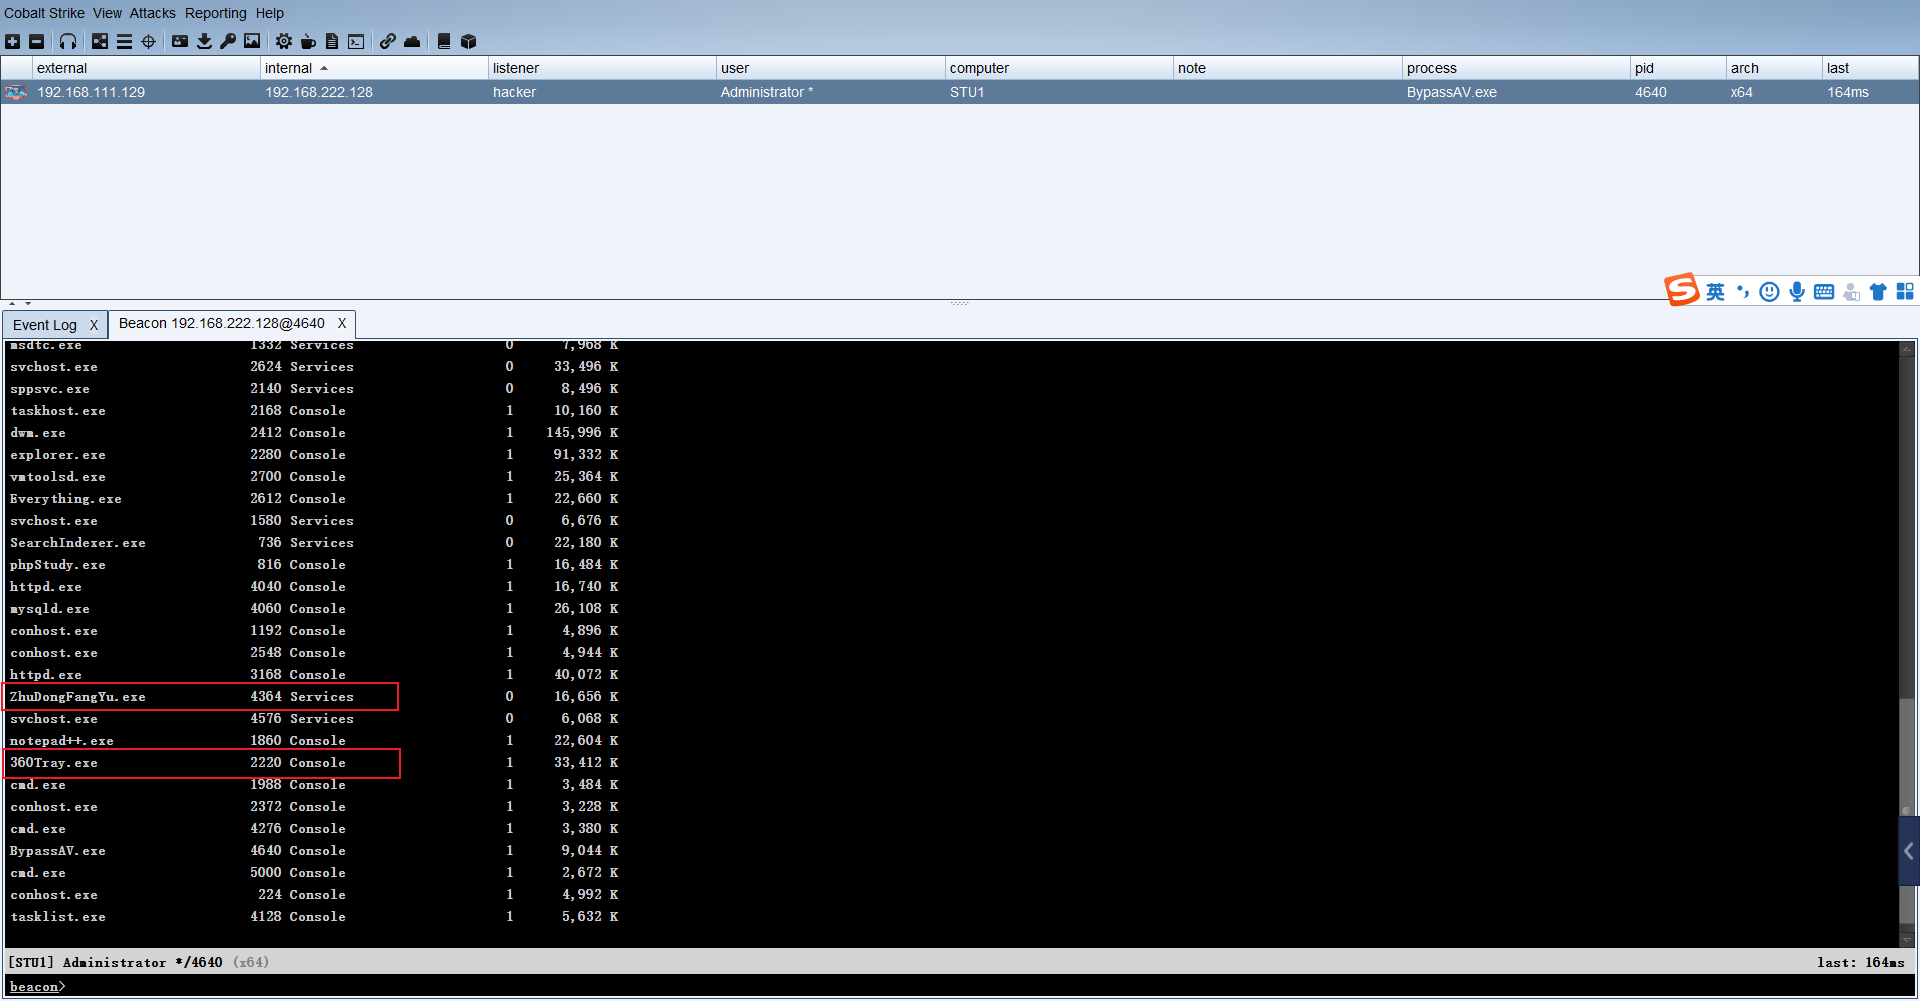 Cobalt Strike View Attacks Reporting Help
external internal listener user computer note process pid arch last
192.168.111.129 192.168.222.128 hacker Administrator * STU1 BypassAV.exe 4640 x64 164ms
S 英
Event Log X Beacon 192.168.222.128@4640 X
msdtc.exe 1332 Services 0 7,968 K
svchost.exe 2624 Services 0 33,496 K
sppsvc.exe 2140 Services 0 8,496 K
taskhost.exe 2168 Console 1 10,160 K
dwm.exe 2412 Console 1 145,996 K
explorer.exe 2280 Console 1 91,332 K
vmtoolsd.exe 2700 Console 1 25,364 K
Everything.exe 2612 Console 1 22,660 K
svchost.exe 1580 Services 0 6,676 K
SearchIndexer.exe 736 Services 0 22,180 K
phpStudy.exe 816 Console 1 16,484 K
httpd.exe 4040 Console 1 16,740 K
mysqld.exe 4060 Console 1 26,108 K
conhost.exe 1192 Console 1 4,896 K
conhost.exe 2548 Console 1 4,944 K
httpd.exe 3168 Console 1 40,072 K
ZhuDongFangYu.exe 4364 Services 0 16,656 K
svchost.exe 4576 Services 0 6,068 K
notepad++.exe 1860 Console 1 22,604 K
360Tray.exe 2220 Console 1 33,412 K
cmd.exe 1988 Console 1 3,484 K
conhost.exe 2372 Console 1 3,228 K
cmd.exe 4276 Console 1 3,380 K
BypassAV.exe 4640 Console 1 9,044 K
cmd.exe 5000 Console 1 2,672 K
conhost.exe 224 Console 1 4,992 K
tasklist.exe 4128 Console 1 5,632 K
[STU1] Administrator */4640 (x64) last: 164ms
beacon>